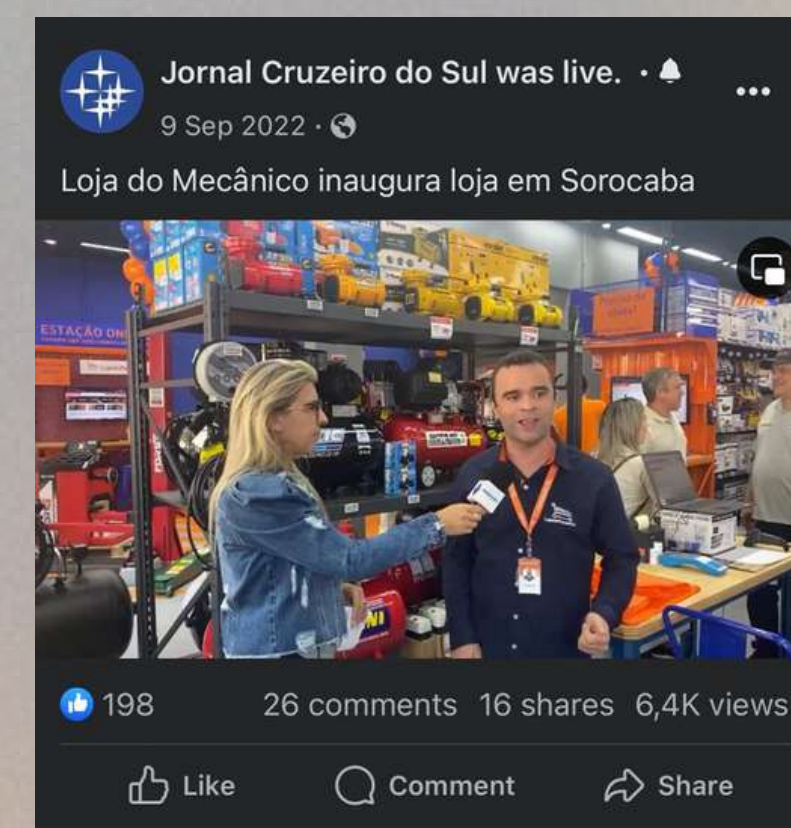 Jornal Cruzeiro do Sul was live. ·
9 Sep 2022 ·
Loja do Mecânico inaugura loja em Sorocaba
ESTAÇÃO
198
26 comments 16 shares 6,4K views
Like Comment Share